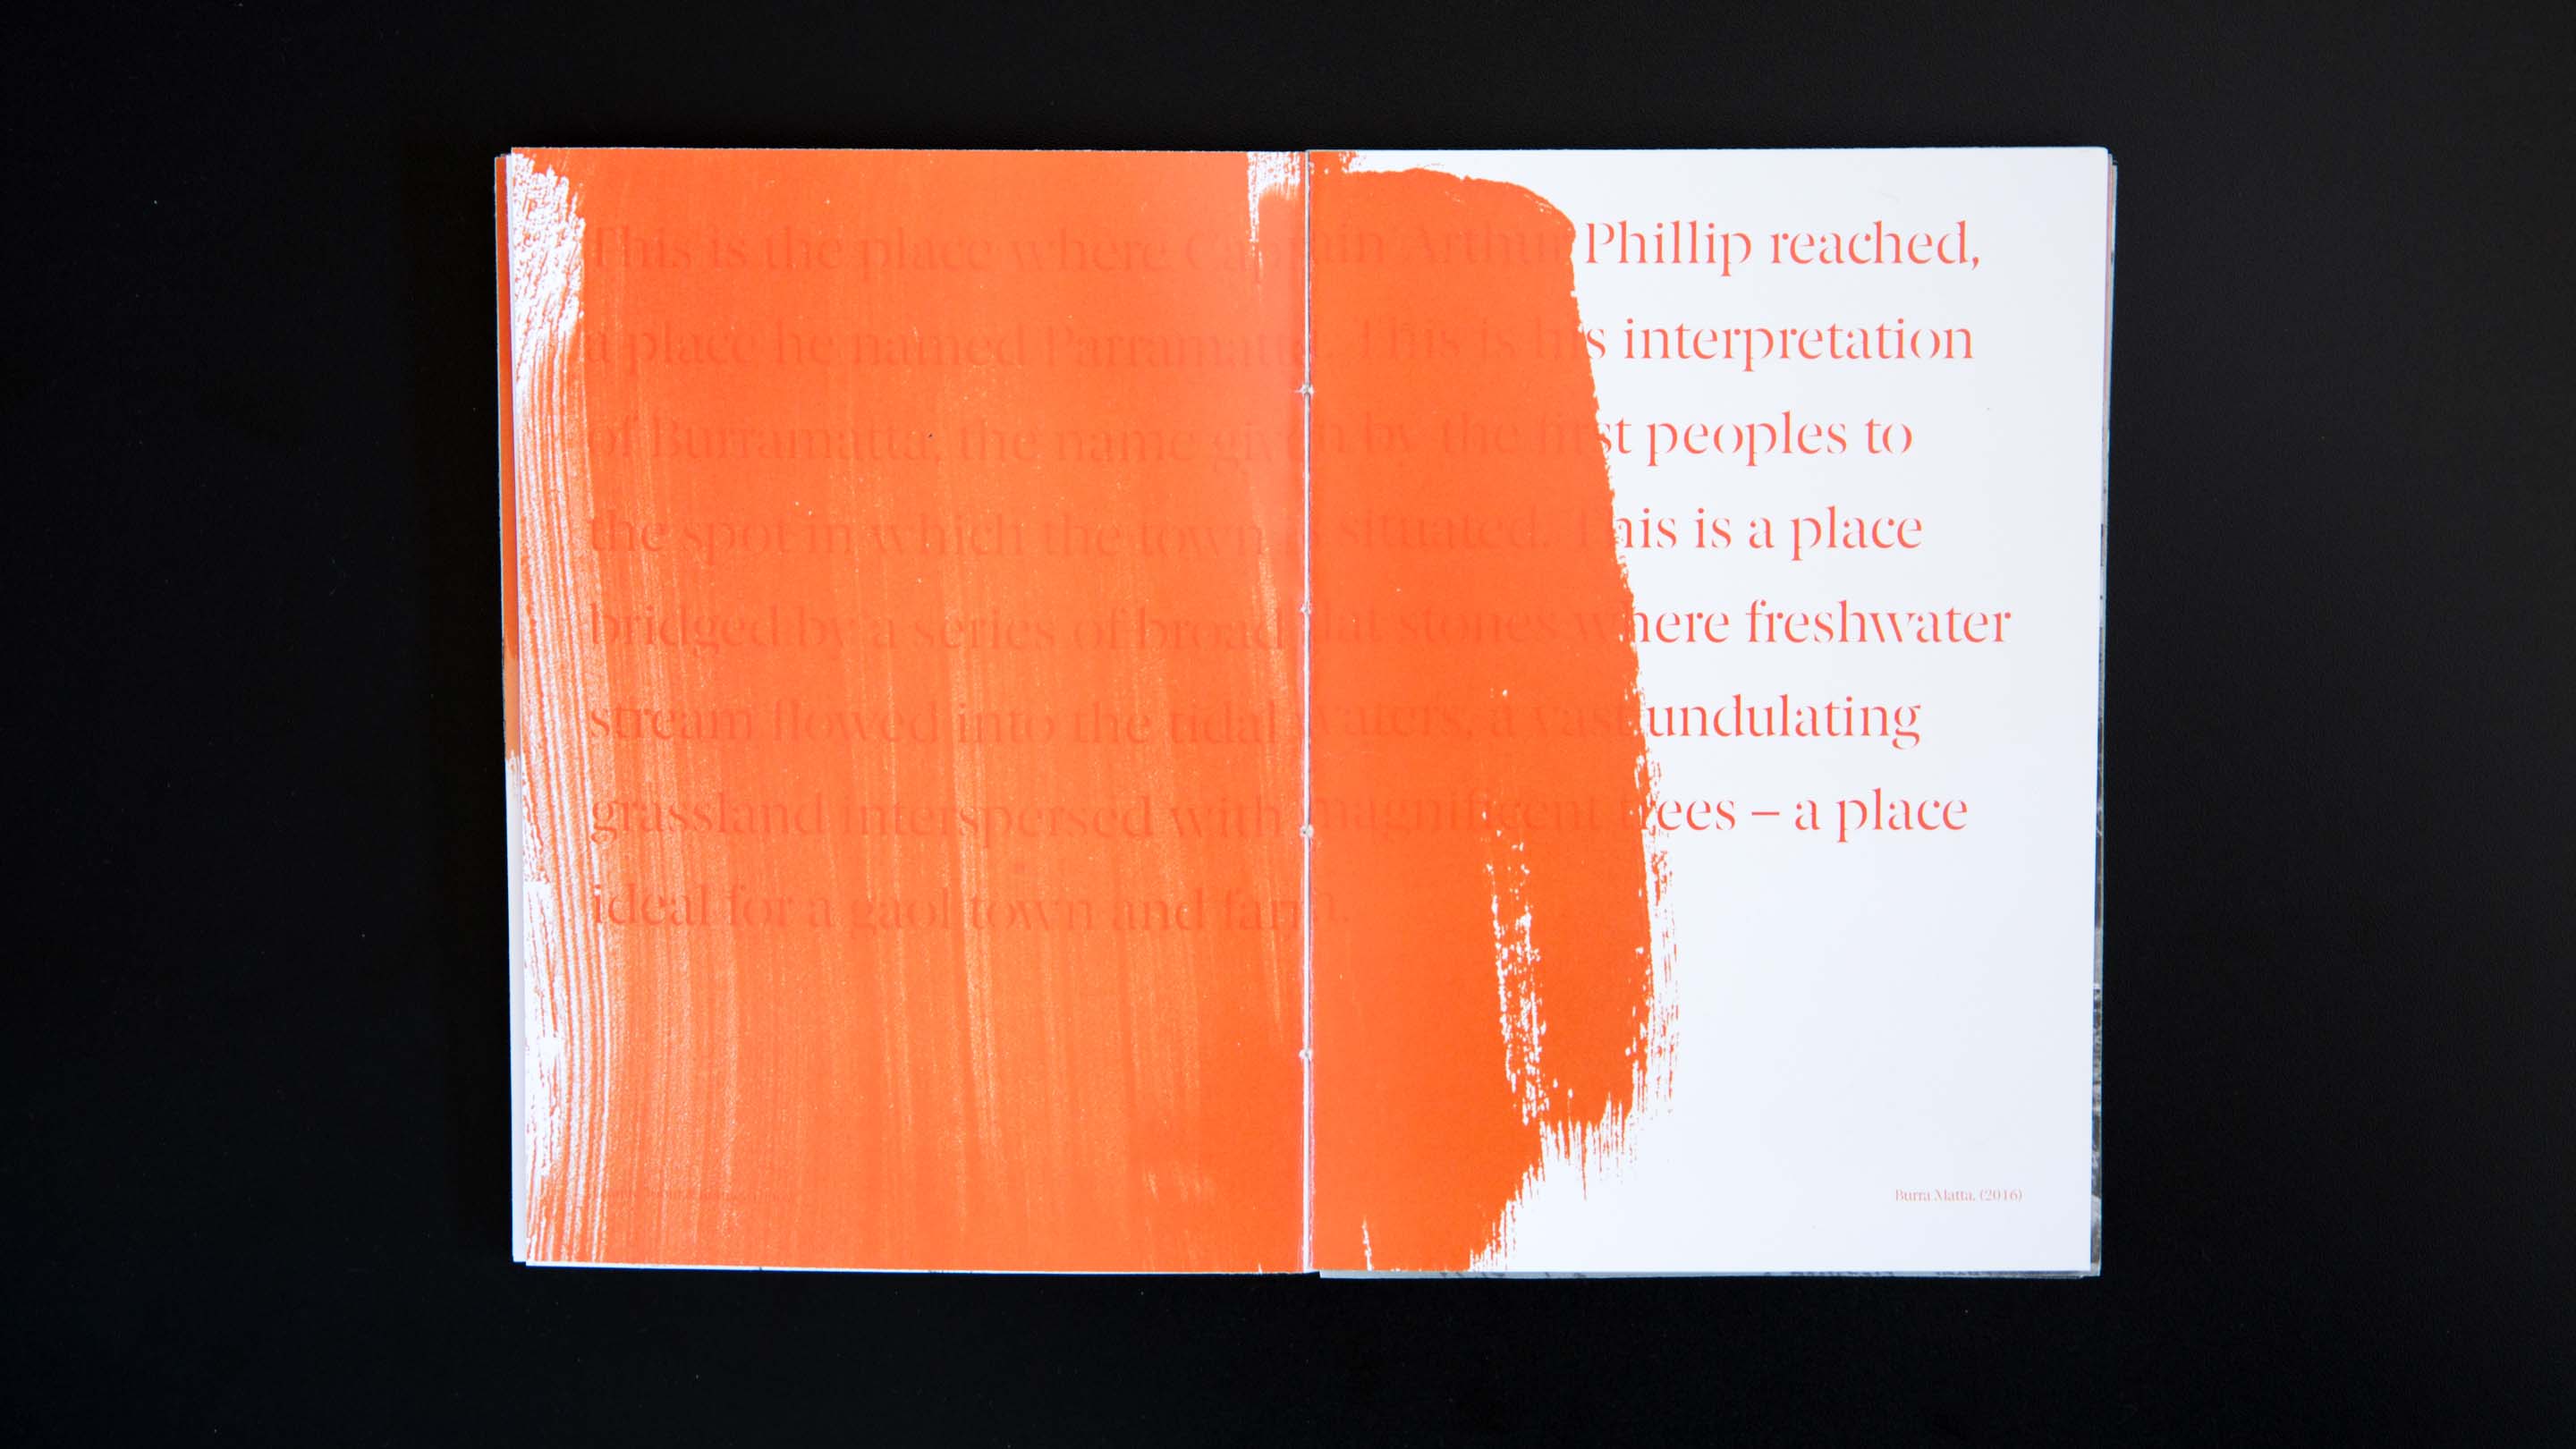 This is the place where Captain Arthur Phillip reached,
a place he named Parramatta. This is his interpretation
of Burramatta, the name given by the first peoples to
the spot in which the town is situated. This is a place
bridged by a series of broad flat stones where freshwater
stream flowed into the tidal waters, a vast undulating
grassland interspersed with magnificent trees – a place
ideal for a gaol town and farm.
Burra Matta. (2016)